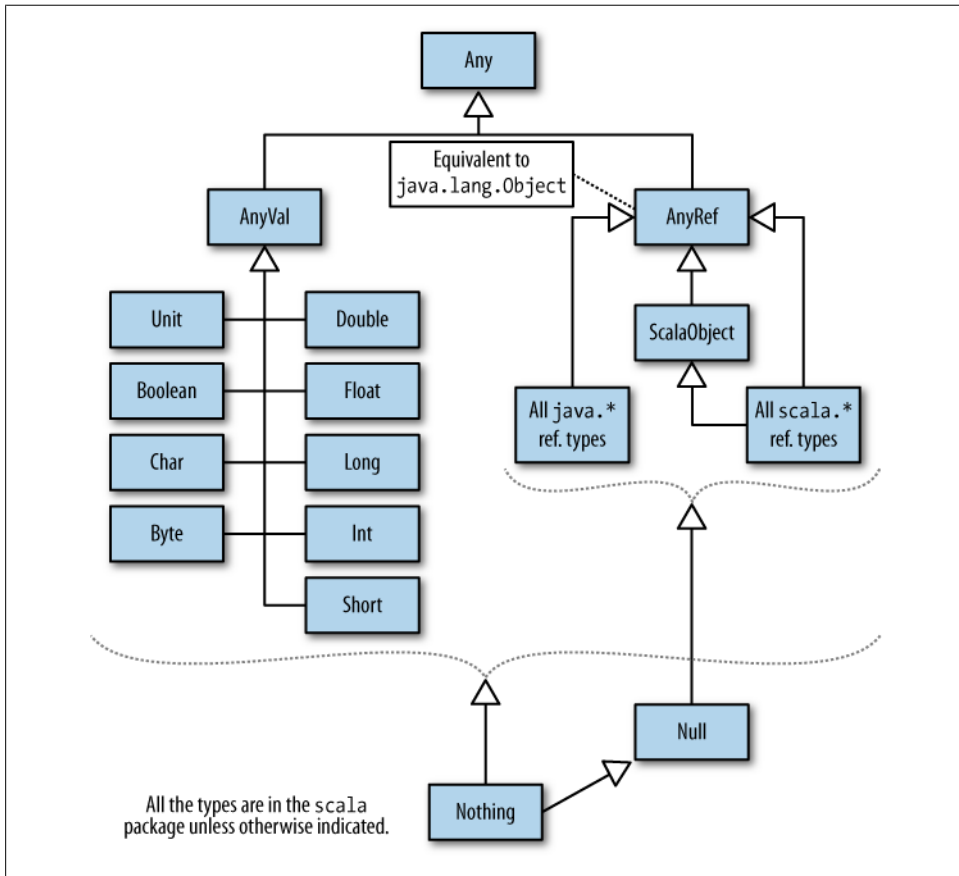 Any
Equivalent to
java.lang.Object
AnyVal
AnyRef
Unit
Double
ScalaObject
Boolean
Float
All java.*
ref. types
All scala.*
ref. types
Char
Long
Byte
Int
Short
Null
Nothing
All the types are in the scala
package unless otherwise indicated.